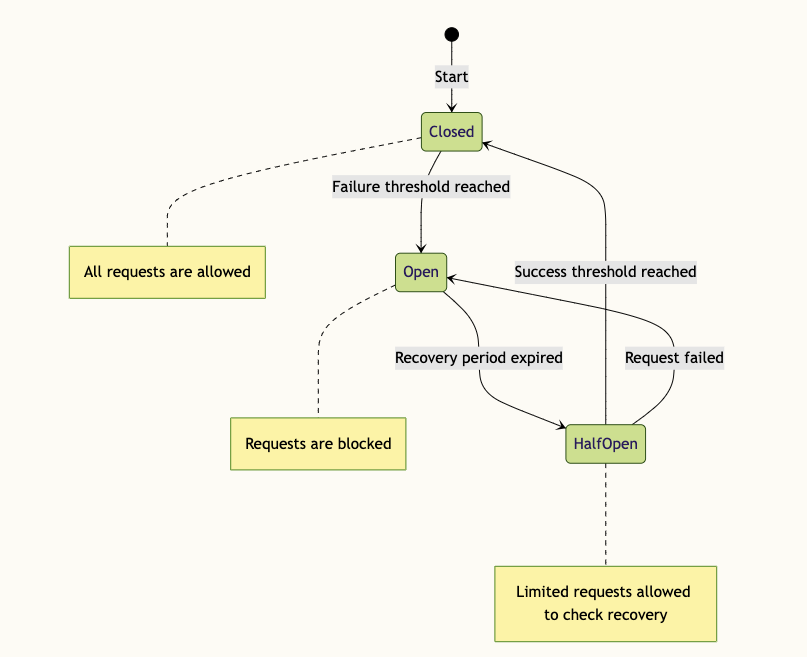 Start
Closed
Failure threshold reached
All requests are allowed
Open
Success threshold reached
Recovery period expired
Request failed
Requests are blocked
HalfOpen
Limited requests allowed
to check recovery